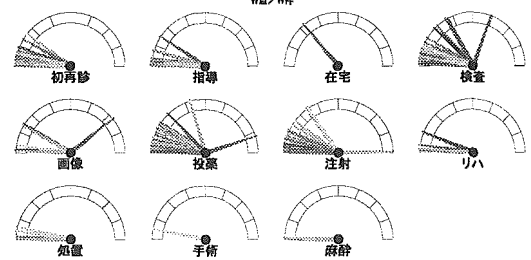 初再診 指導 在宅 検査
画像 投薬 注射 リハ
処置 手術 麻酔